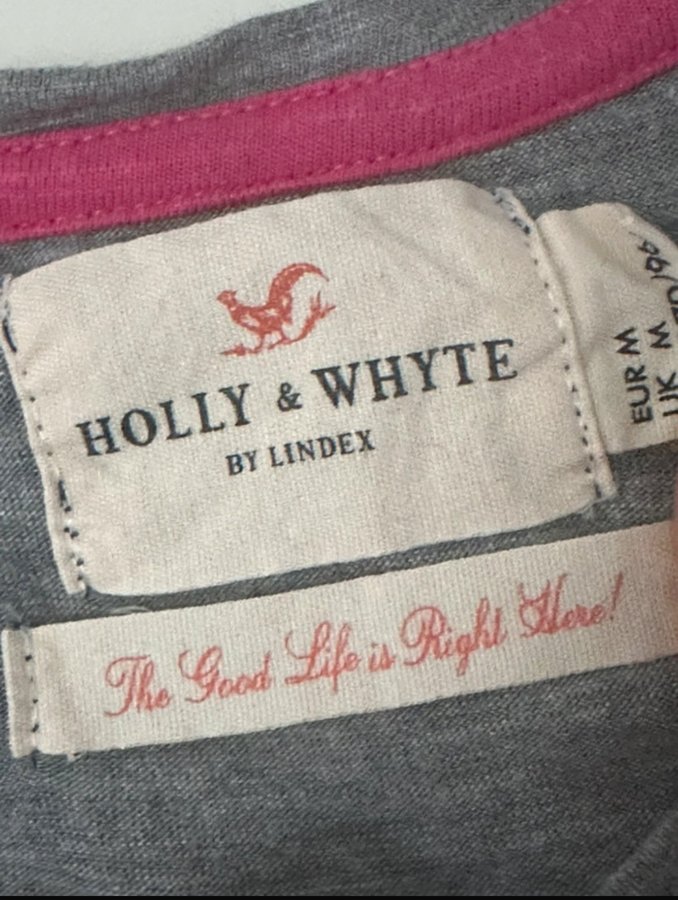 HOLLY & WHYTE
BY LINDEX
EUR M
UK M
The Good Life is Right Here!